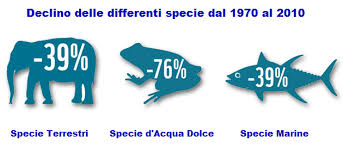 Declino delle differenti specie dal 1970 al 2010
-39%
-76%
-39%
Specie Terrestri
Specie d'Acqua Dolce
Specie Marine